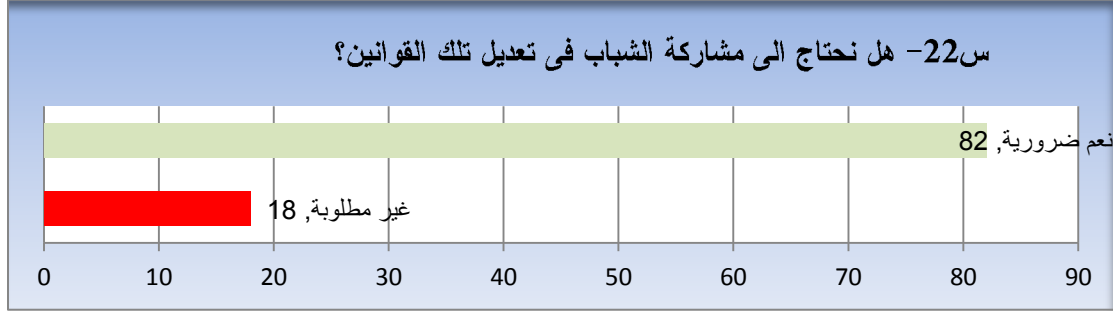 س22- هل نحتاج الى مشاركة الشباب فى تعديل تلك القوانين؟
نعم ضرورية, 82
غير مطلوبة, 18
0 10 20 30 40 50 60 70 80 90